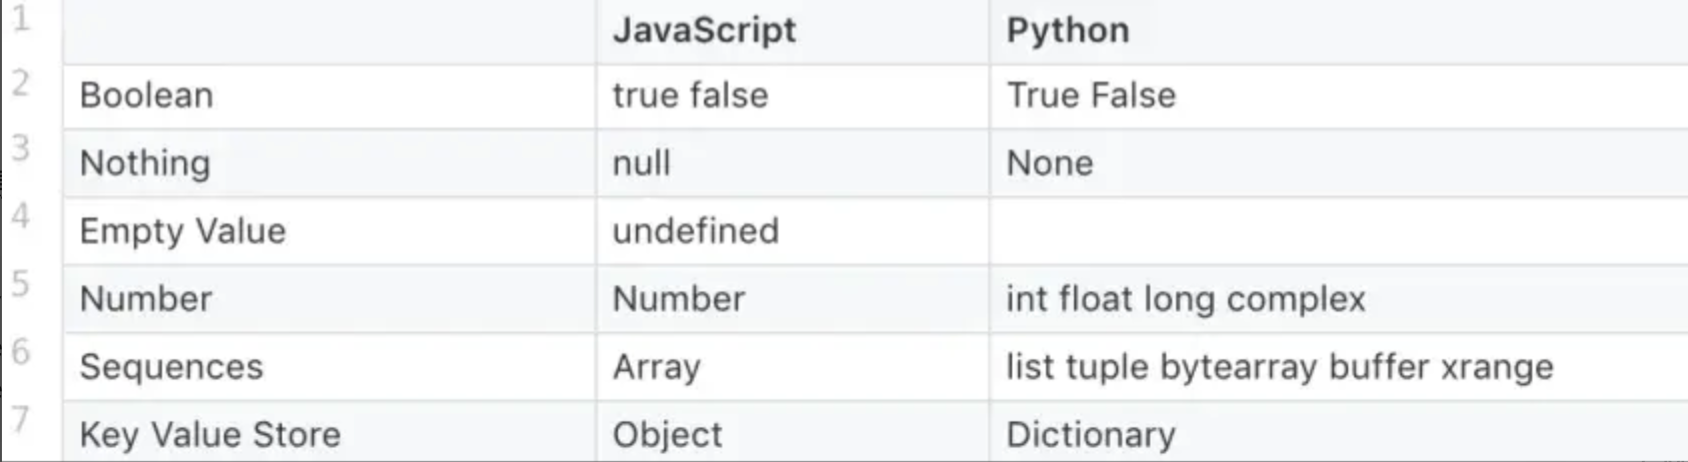 1 JavaScript Python
2 Boolean true false True False
3 Nothing null None
4 Empty Value undefined
5 Number Number int float long complex
6 Sequences Array list tuple bytearray buffer xrange
7 Key Value Store Object Dictionary